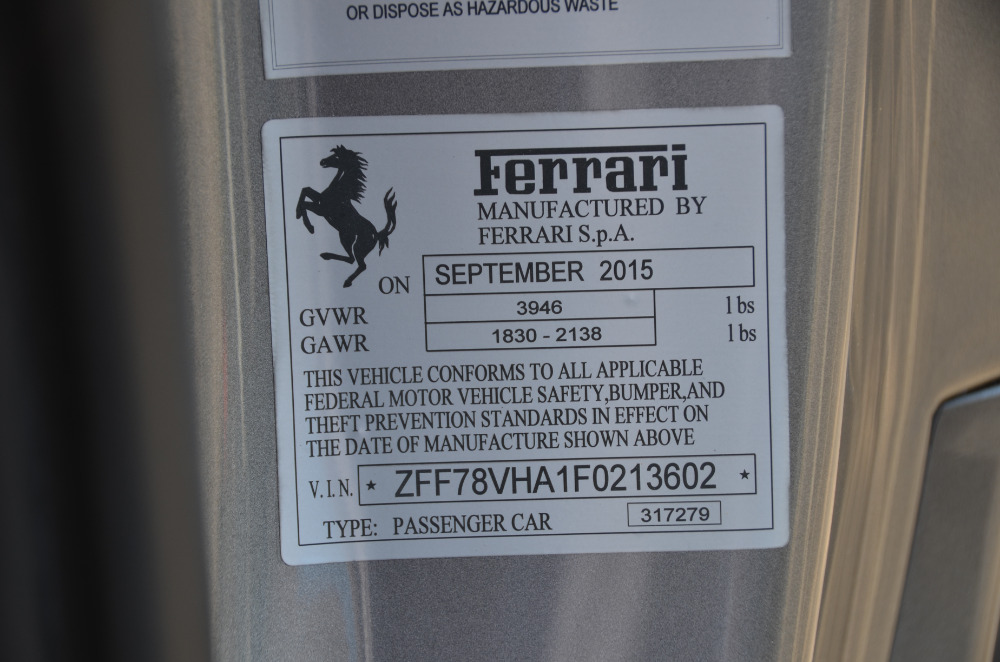 OR DISPOSE AS HAZARDOUS WASTE
Ferrari
MANUFACTURED BY
FERRARI S.p.A.
ON SEPTEMBER 2015
GVWR 3946 lbs
GAWR 1830 - 2138 lbs
THIS VEHICLE CONFORMS TO ALL APPLICABLE
FEDERAL MOTOR VEHICLE SAFETY,BUMPER,AND
THEFT PREVENTION STANDARDS IN EFFECT ON
THE DATE OF MANUFACTURE SHOWN ABOVE
V.I.N. ★ ZFF78VHA1F0213602 ★
TYPE: PASSENGER CAR 317279